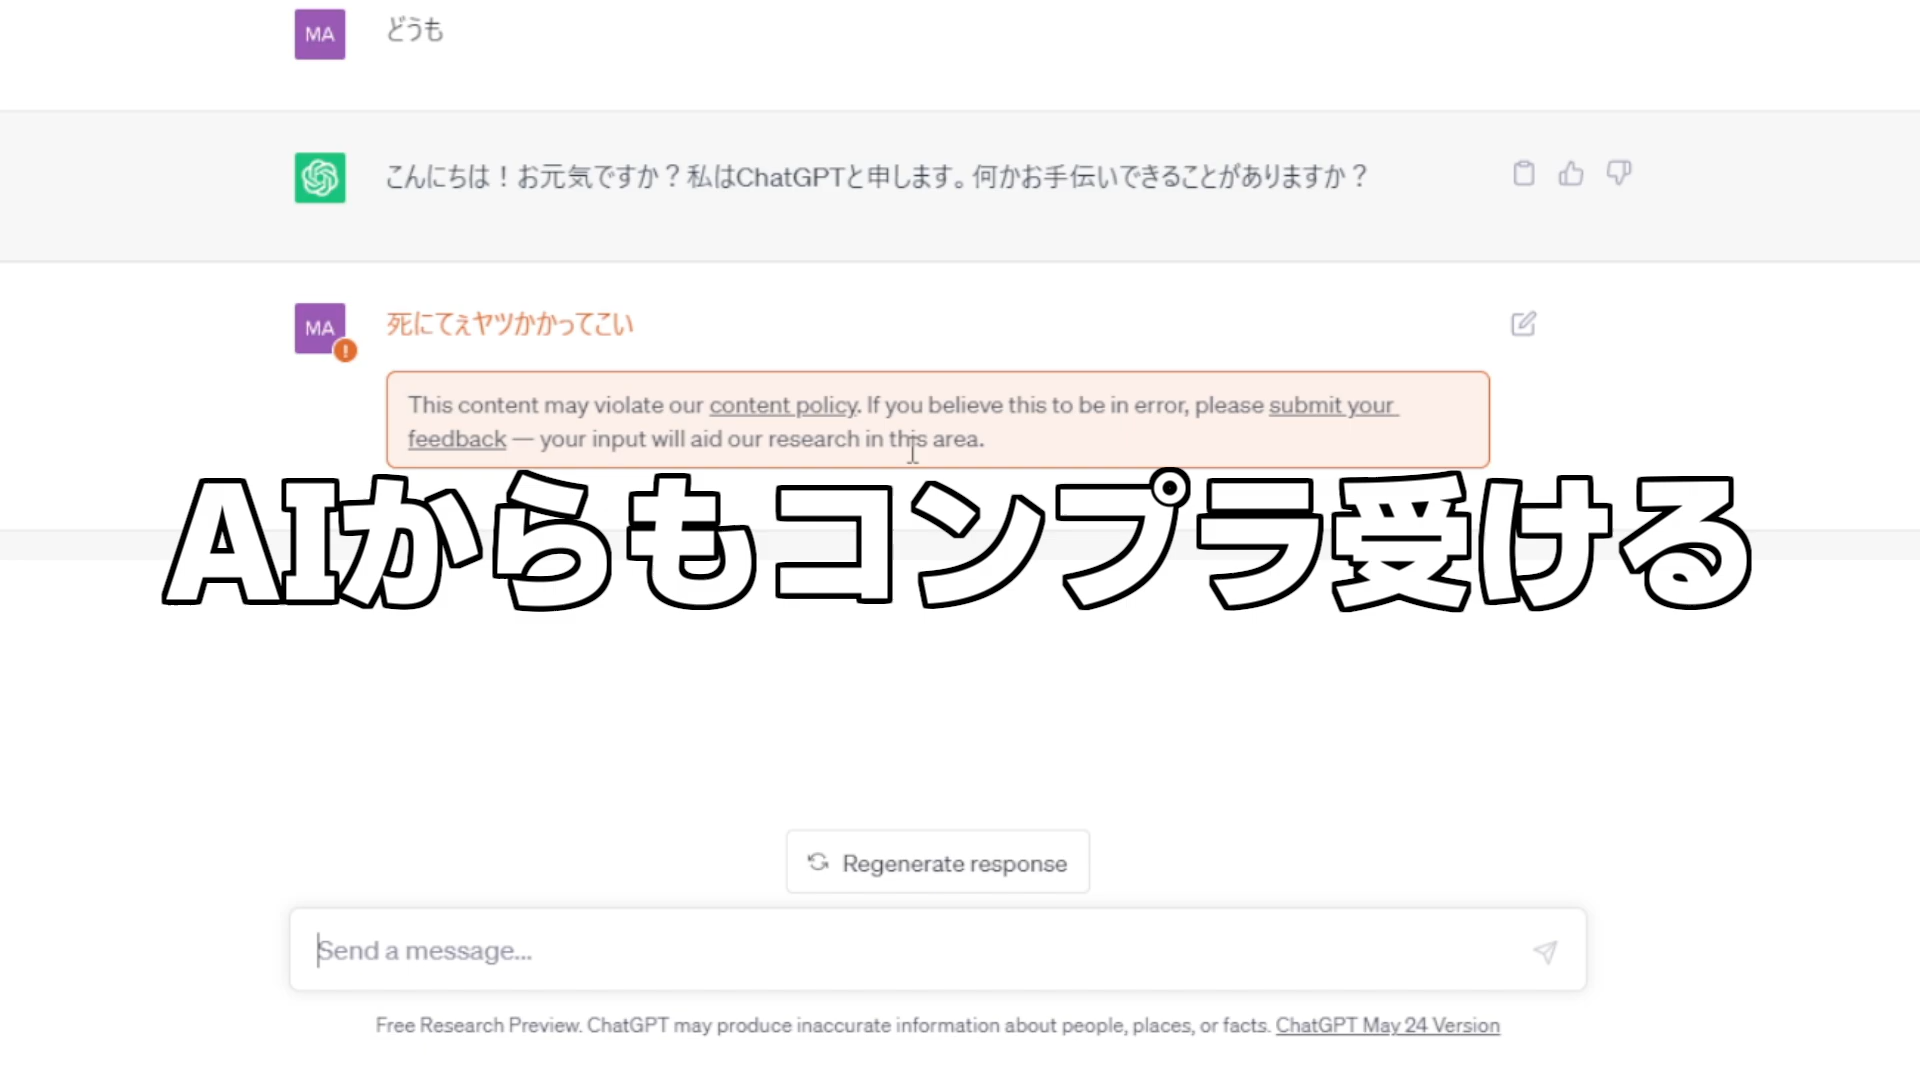 MA
どうも
こんにちは！お元気ですか？私はChatGPTと申します。何かお手伝いできることがありますか？
MA
!
死にてぇヤツかかってこい
This content may violate our content policy. If you believe this to be in error, please submit your
feedback — your input will aid our research in this area.
AIからもコンプラ受ける
Regenerate response
Send a message...
Free Research Preview. ChatGPT may produce inaccurate information about people, places, or facts. ChatGPT May 24 Version